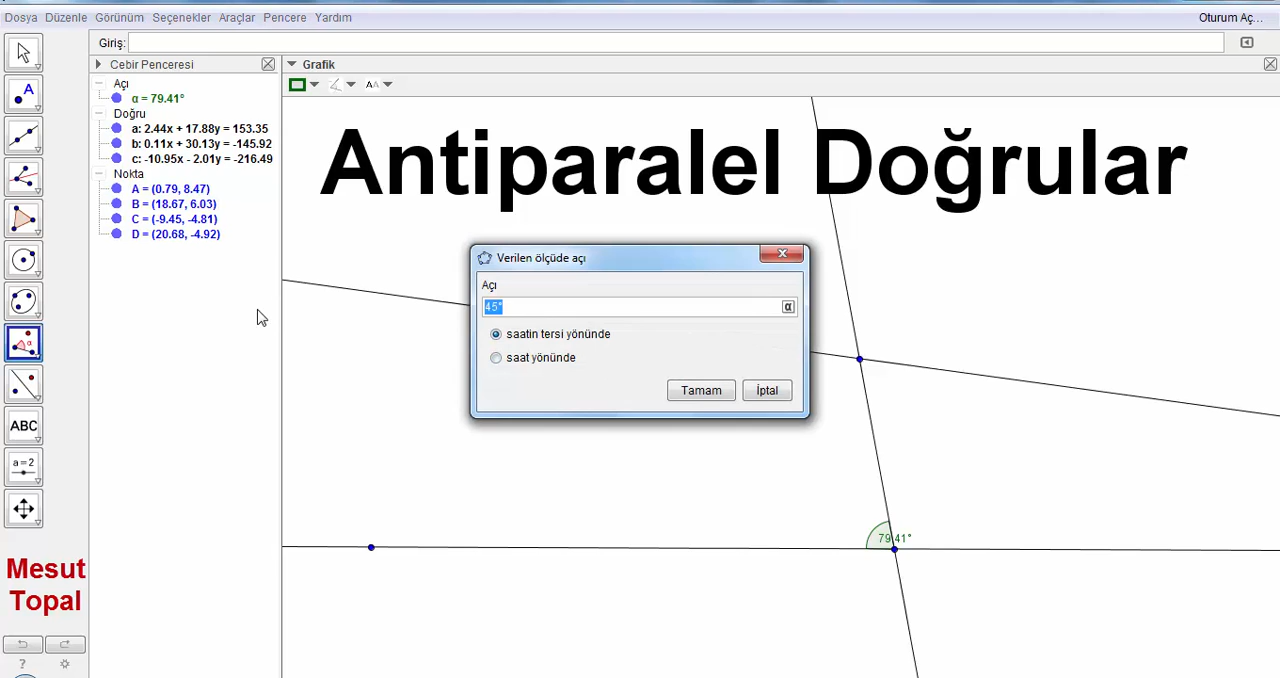 Dosya Düzenle Görünüm Seçenekler Araçlar Pencere Yardım Oturum Aç...
Giriş:
Cebir Penceresi
Grafik
A
AA
Açı
α = 79.41°
Doğru
a: 2.44x + 17.88y = 153.35
b: 0.11x + 30.13y = -145.92
c: -10.95x - 2.01y = -216.49
Nokta
A = (0.79, 8.47)
B = (18.67, 6.03)
C = (-9.45, -4.81)
D = (20.68, -4.92)
Antiparalel Doğrular
Verilen ölçüde açı
Açı
45°
α
saatin tersi yönünde
saat yönünde
Tamam İptal
79.41°
α
ABC
a=2
Mesut
Topal
?